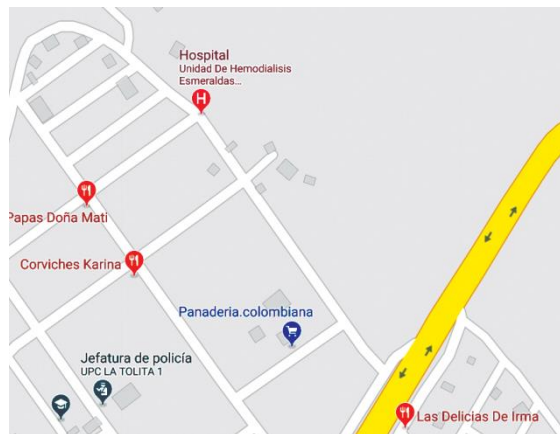 Hospital
Unidad De Hemodialisis
Esmeraldas...
H
Papas Doña Mati
Corviches Karina
Panaderia.colombiana
Jefatura de policía
UPC LA TOLITA 1
Las Delicias De Irma